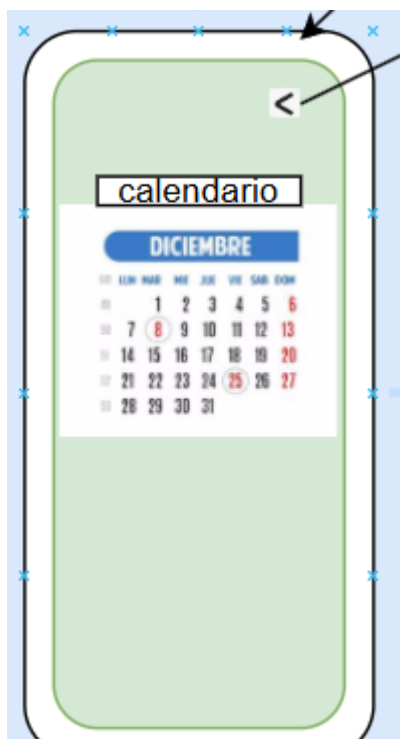 <
calendario
DICIEMBRE
LUN MAR MIE JUE VIE SAB DOM
1 2 3 4 5 6
7 8 9 10 11 12 13
14 15 16 17 18 19 20
21 22 23 24 25 26 27
28 29 30 31